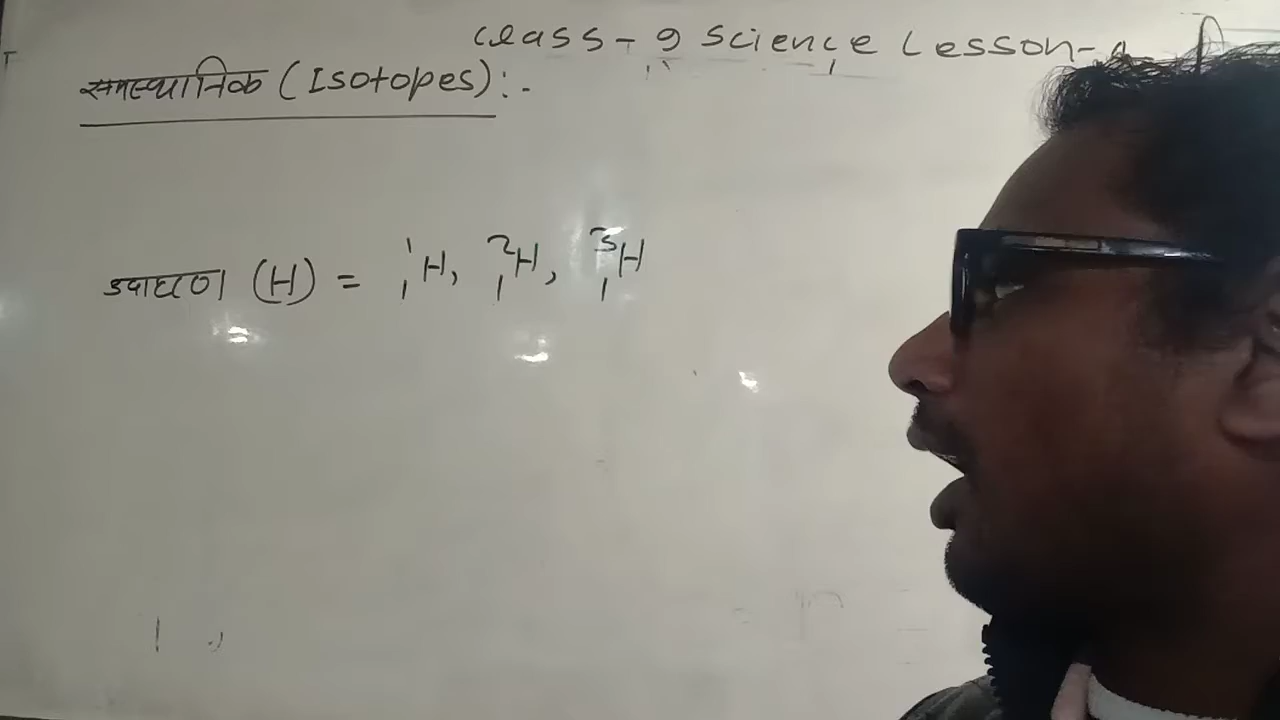 Class - 9 Science Lesson-
समस्थानिक (Isotopes) :-
उदाहरण (H) = ¹₁H, ²₁H, ³₁H